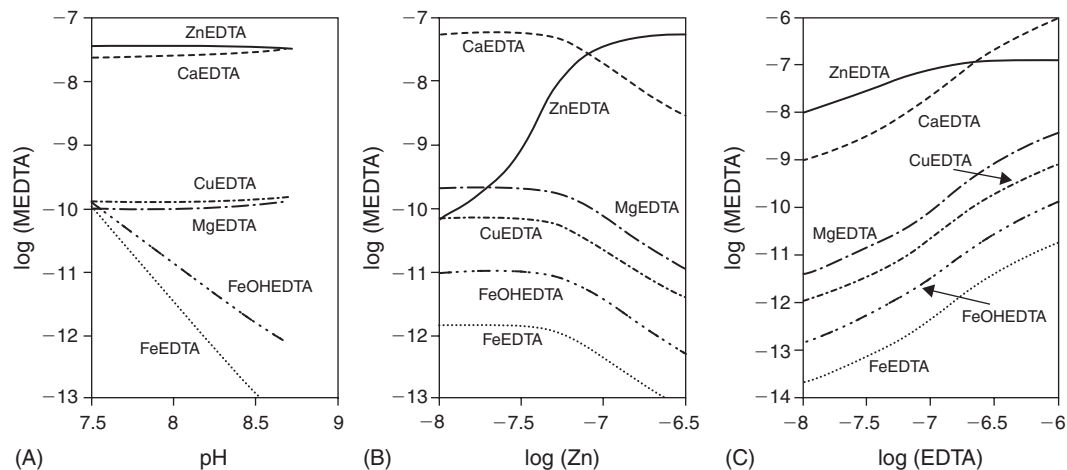 −7
−8
−9
−10
−11
−12
−13
log (MEDTA)
ZnEDTA
CaEDTA
CuEDTA
MgEDTA
FeOHEDTA
FeEDTA
7.5 8 8.5 9
(A) pH
−7
−8
−9
−10
−11
−12
−13
log (MEDTA)
CaEDTA
ZnEDTA
MgEDTA
CuEDTA
FeOHEDTA
FeEDTA
−8 −7.5 −7 −6.5
(B) log (Zn)
−6
−7
−8
−9
−10
−11
−12
−13
−14
log (MEDTA)
ZnEDTA
CaEDTA
CuEDTA
MgEDTA
FeOHEDTA
FeEDTA
−8 −7.5 −7 −6.5 −6
(C) log (EDTA)